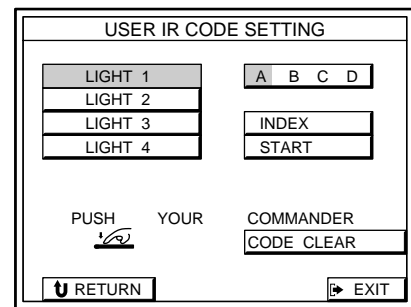 USER IR CODE SETTING
LIGHT 1
A B C D
LIGHT 2
LIGHT 3
INDEX
LIGHT 4
START
PUSH YOUR COMMANDER
CODE CLEAR
RETURN
EXIT